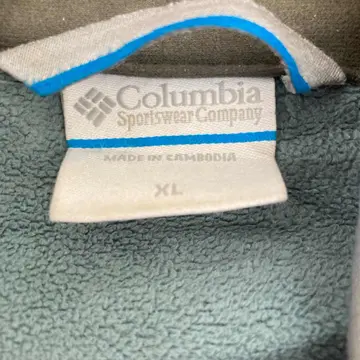 Columbia
Sportswear Company
MADE IN CAMBODIA
XL